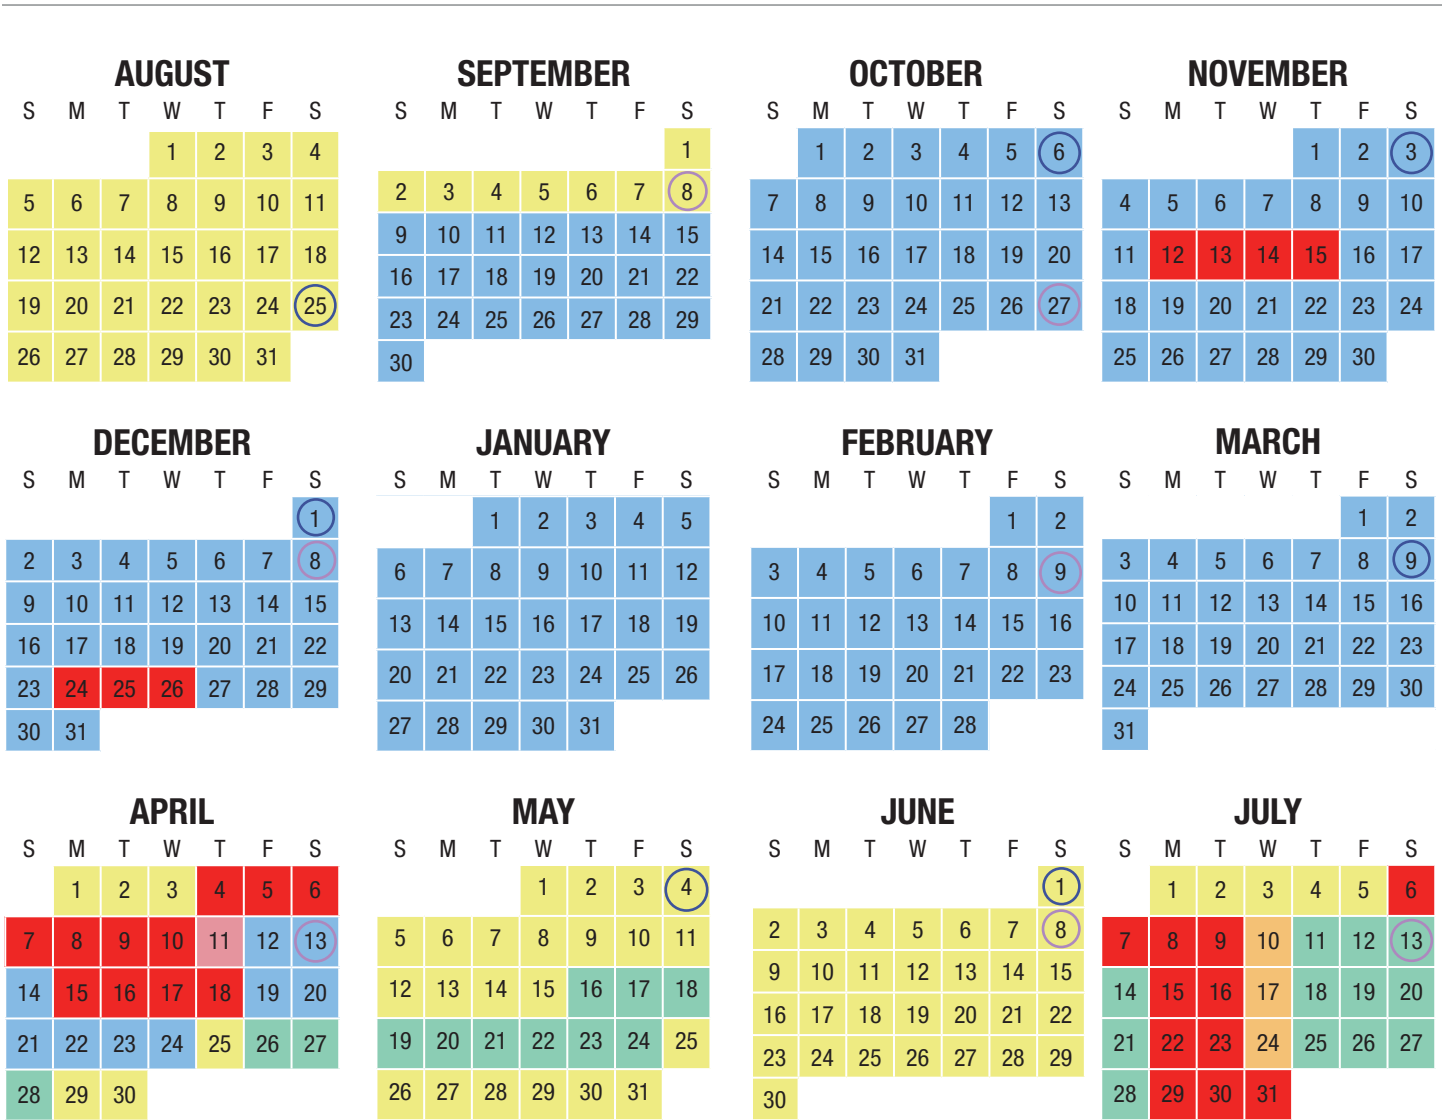 AUGUST
S M T W T F S
1 2 3 4
5 6 7 8 9 10 11
12 13 14 15 16 17 18
19 20 21 22 23 24 25
26 27 28 29 30 31
SEPTEMBER
S M T W T F S
1
2 3 4 5 6 7 8
9 10 11 12 13 14 15
16 17 18 19 20 21 22
23 24 25 26 27 28 29
30
OCTOBER
S M T W T F S
1 2 3 4 5 6
7 8 9 10 11 12 13
14 15 16 17 18 19 20
21 22 23 24 25 26 27
28 29 30 31
NOVEMBER
S M T W T F S
1 2 3
4 5 6 7 8 9 10
11 12 13 14 15 16 17
18 19 20 21 22 23 24
25 26 27 28 29 30
DECEMBER
S M T W T F S
1
2 3 4 5 6 7 8
9 10 11 12 13 14 15
16 17 18 19 20 21 22
23 24 25 26 27 28 29
30 31
JANUARY
S M T W T F S
1 2 3 4 5
6 7 8 9 10 11 12
13 14 15 16 17 18 19
20 21 22 23 24 25 26
27 28 29 30 31
FEBRUARY
S M T W T F S
1 2
3 4 5 6 7 8 9
10 11 12 13 14 15 16
17 18 19 20 21 22 23
24 25 26 27 28
MARCH
S M T W T F S
1 2
3 4 5 6 7 8 9
10 11 12 13 14 15 16
17 18 19 20 21 22 23
24 25 26 27 28 29 30
31
APRIL
S M T W T F S
1 2 3 4 5 6
7 8 9 10 11 12 13
14 15 16 17 18 19 20
21 22 23 24 25 26 27
28 29 30
MAY
S M T W T F S
1 2 3 4
5 6 7 8 9 10 11
12 13 14 15 16 17 18
19 20 21 22 23 24 25
26 27 28 29 30 31
JUNE
S M T W T F S
1
2 3 4 5 6 7 8
9 10 11 12 13 14 15
16 17 18 19 20 21 22
23 24 25 26 27 28 29
30
JULY
S M T W T F S
1 2 3 4 5 6
7 8 9 10 11 12 13
14 15 16 17 18 19 20
21 22 23 24 25 26 27
28 29 30 31